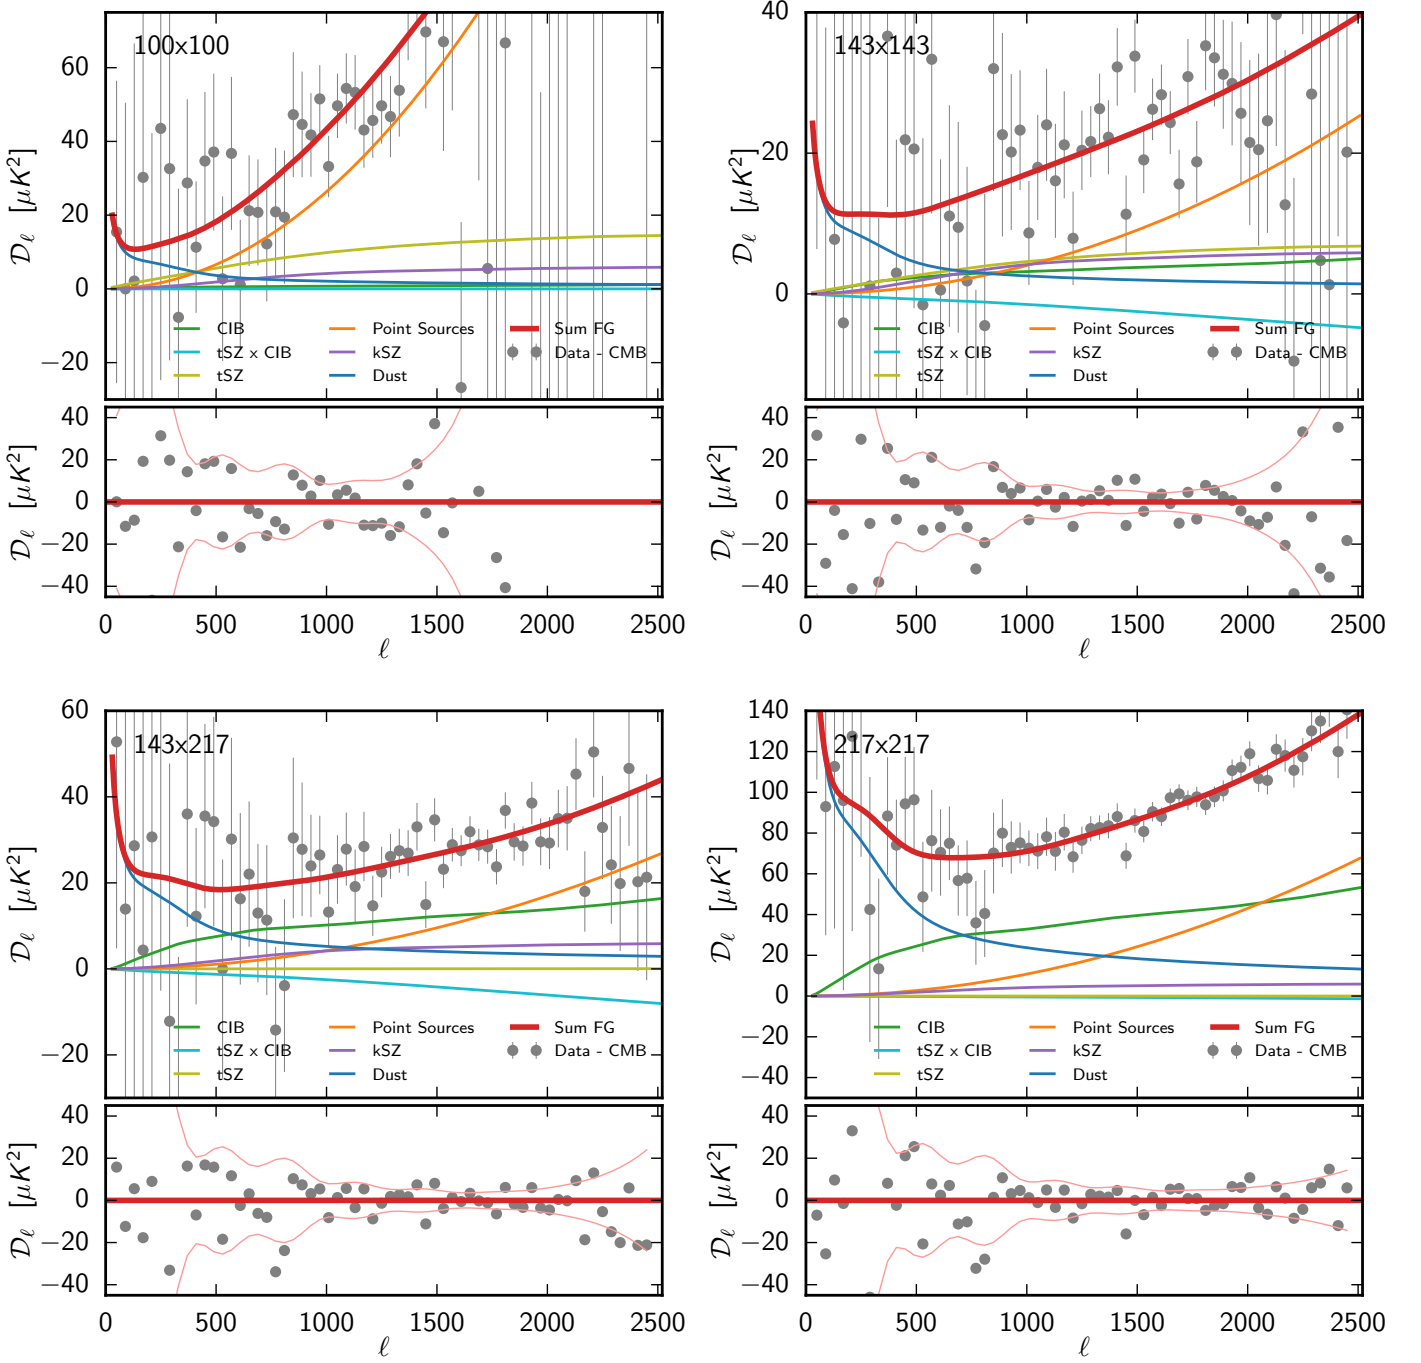 100x100
60
40
20
0
−20
𝒟ℓ [μK²]
CIB
tSZ x CIB
tSZ
Point Sources
kSZ
Dust
Sum FG
Data - CMB
40
20
0
−20
−40
𝒟ℓ [μK²]
0 500 1000 1500 2000 2500
ℓ
143x143
40
20
0
𝒟ℓ [μK²]
CIB
tSZ x CIB
tSZ
Point Sources
kSZ
Dust
Sum FG
Data - CMB
40
20
0
−20
−40
𝒟ℓ [μK²]
0 500 1000 1500 2000 2500
ℓ
143x217
60
40
20
0
−20
𝒟ℓ [μK²]
CIB
tSZ x CIB
tSZ
Point Sources
kSZ
Dust
Sum FG
Data - CMB
40
20
0
−20
−40
𝒟ℓ [μK²]
0 500 1000 1500 2000 2500
ℓ
217x217
140
120
100
80
60
40
20
0
−20
−40
𝒟ℓ [μK²]
CIB
tSZ x CIB
tSZ
Point Sources
kSZ
Dust
Sum FG
Data - CMB
40
20
0
−20
−40
𝒟ℓ [μK²]
0 500 1000 1500 2000 2500
ℓ